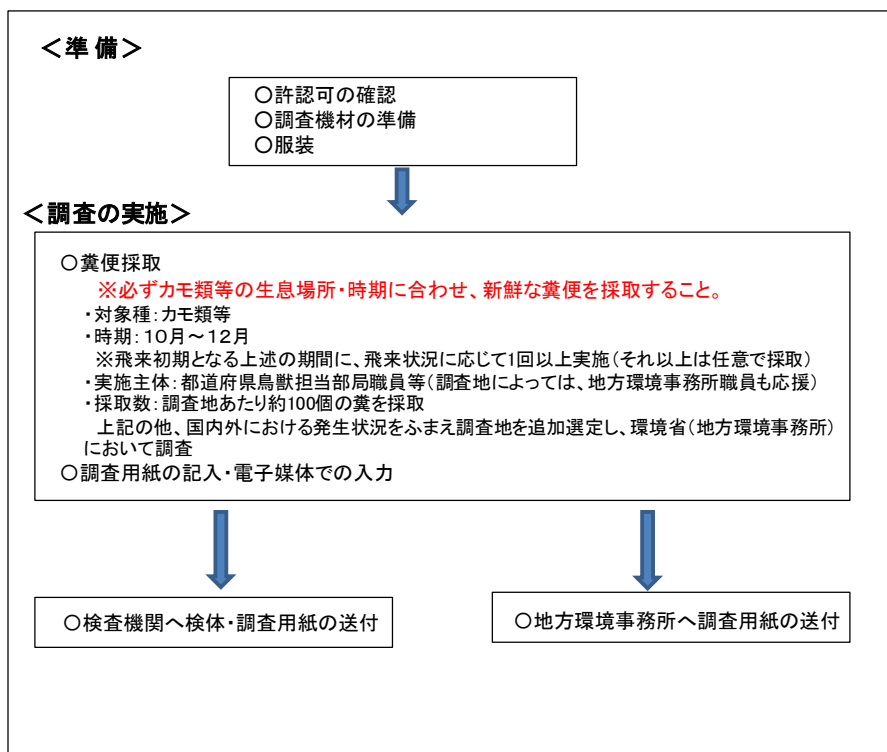 ＜準 備＞
○許認可の確認
○調査機材の準備
○服装
＜調査の実施＞
○糞便採取
※必ずカモ類等の生息場所・時期に合わせ、新鮮な糞便を採取すること。
・対象種：カモ類等
・時期：１０月～１２月
※飛来初期となる上述の期間に、飛来状況に応じて1回以上実施（それ以上は任意で採取）
・実施主体：都道府県鳥獣担当部局職員等（調査地によっては、地方環境事務所職員も応援）
・採取数：調査地あたり約100個の糞を採取
上記の他、国内外における発生状況をふまえ調査地を追加選定し、環境省（地方環境事務所）
において調査
○調査用紙の記入・電子媒体での入力
○検査機関へ検体・調査用紙の送付
○地方環境事務所へ調査用紙の送付